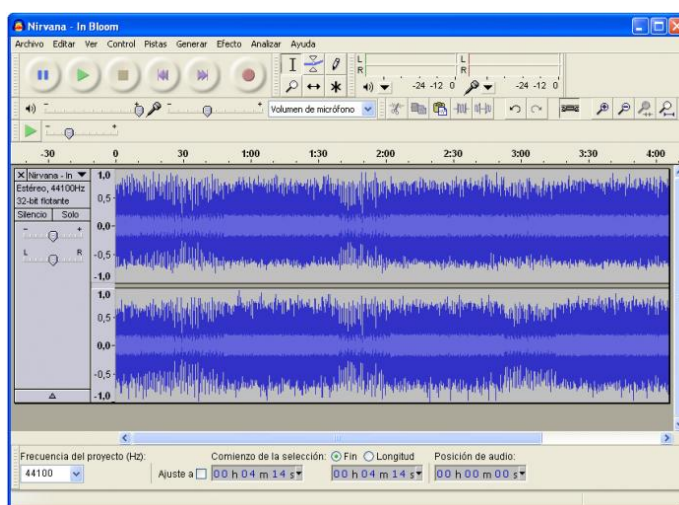 Nirvana - In Bloom
Archivo Editar Ver Control Pistas Generar Efecto Analizar Ayuda
L
R
-24 -12 0
L
R
-24 -12 0
- + - + Volumen de micrófono
- +
-30 0 30 1:00 1:30 2:00 2:30 3:00 3:30 4:00
Nirvana - In
Estéreo, 44100Hz
32-bit flotante
Silencio Solo
- +
L R
1,0
0,5
0,0
-0,5
-1,0
1,0
0,5
0,0
-0,5
-1,0
Frecuencia del proyecto (Hz): Comienzo de la selección: Fin Longitud Posición de audio:
44100 Ajuste a 00 h 04 m 14 s 00 h 04 m 14 s 00 h 00 m 00 s